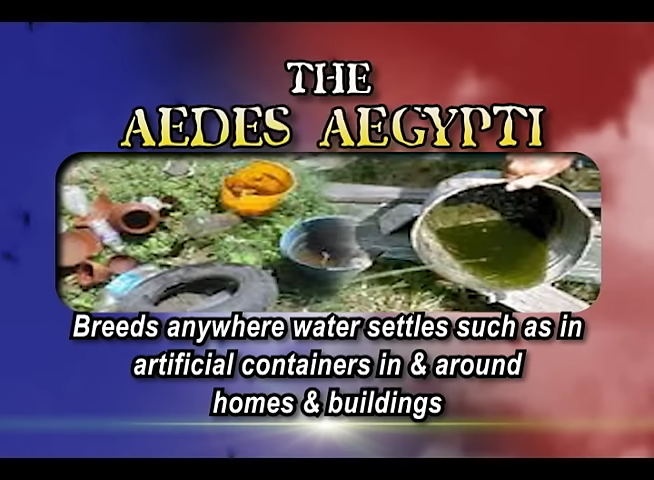 THE
AEDES AEGYPTI
Breeds anywhere water settles such as in
artificial containers in & around
homes & buildings